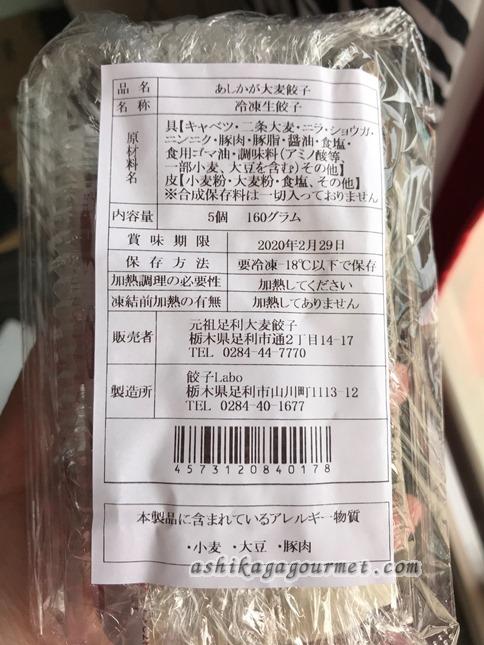 品名 あしかが大麦餃子
名称 冷凍生餃子
原材料名 具【キャベツ・二条大麦・ニラ・ショウガ・
ニンニク・豚肉・豚脂・醤油・食塩・
食用ゴマ油・調味料(アミノ酸等、
一部小麦、大豆を含む)その他】
皮【小麦粉・大麦粉・食塩、その他】
※合成保存料は一切入っておりません
内容量 5個 160グラム
賞味期限 2020年2月29日
保存方法 要冷凍-18℃以下で保存
加熱調理の必要性 加熱してください
凍結前加熱の有無 加熱してありません
販売者 元祖足利大麦餃子
栃木県足利市通2丁目14-17
TEL 0284-44-7770
製造所 餃子Labo
栃木県足利市山川町1113-12
TEL 0284-40-1677
4573120840178
本製品に含まれているアレルギー物質
・小麦 ・大豆 ・豚肉
ashikagagourmet.com